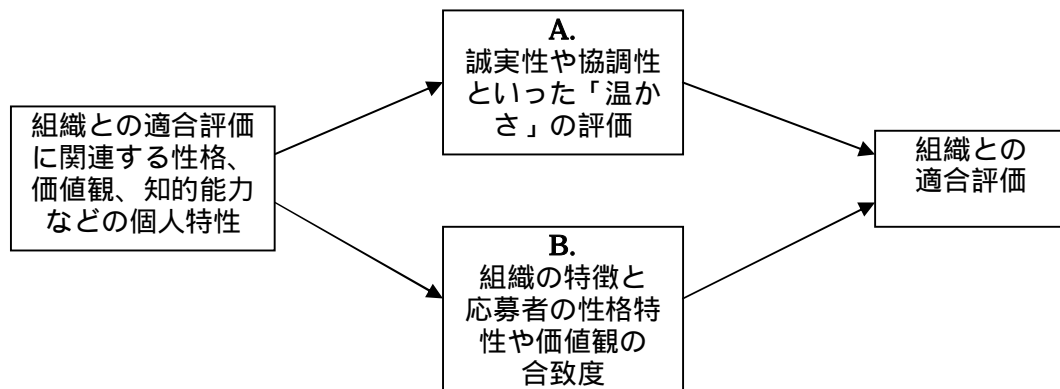 組織との適合評価
に関連する性格、
価値観、知的能力
などの個人特性
A.
誠実性や協調性
といった「温か
さ」の評価
B.
組織の特徴と
応募者の性格特
性や価値観の
合致度
組織との
適合評価